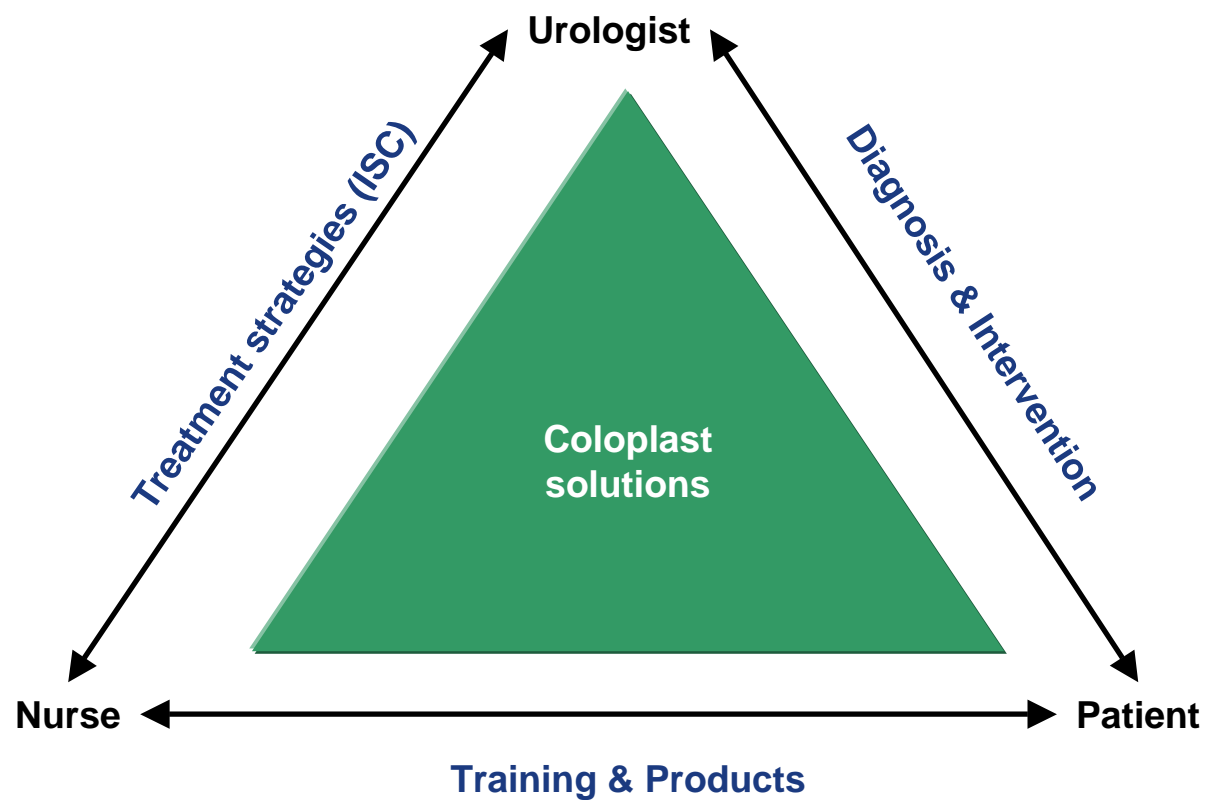 Urologist
Treatment strategies (ISC)
Diagnosis & Intervention
Coloplast
solutions
Nurse
Patient
Training & Products